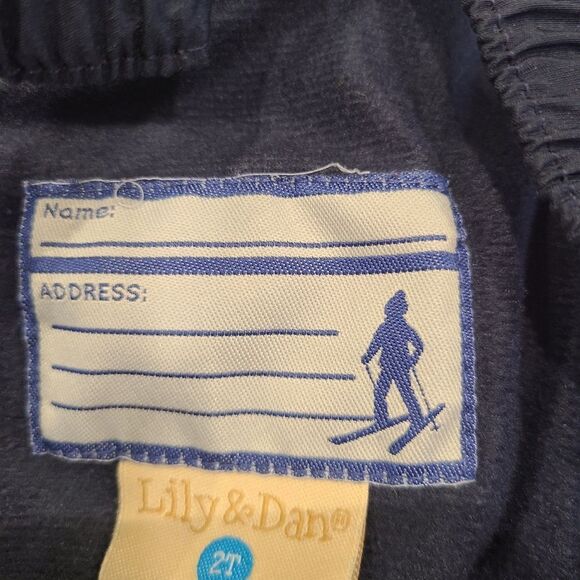 Name:
ADDRESS:
Lily & Dan®
2T